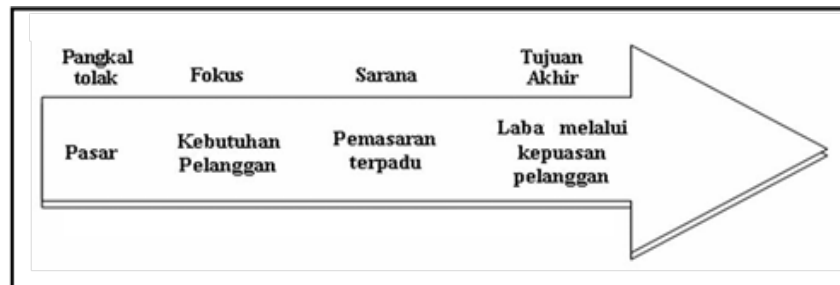 Pangkal
tolak
Fokus
Sarana
Tujuan
Akhir
Pasar
Kebutuhan
Pelanggan
Pemasaran
terpadu
Laba melalui
kepuasan
pelanggan